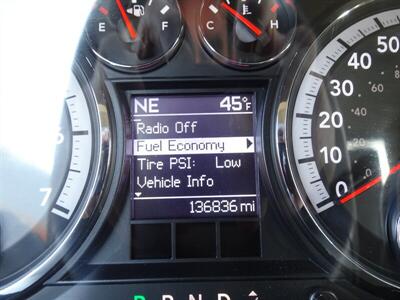 E F C H
NE 45°F
Radio Off
Fuel Economy
Tire PSI: Low
Vehicle Info
136836 mi
7 0 10 20 30 40 50
P R N D